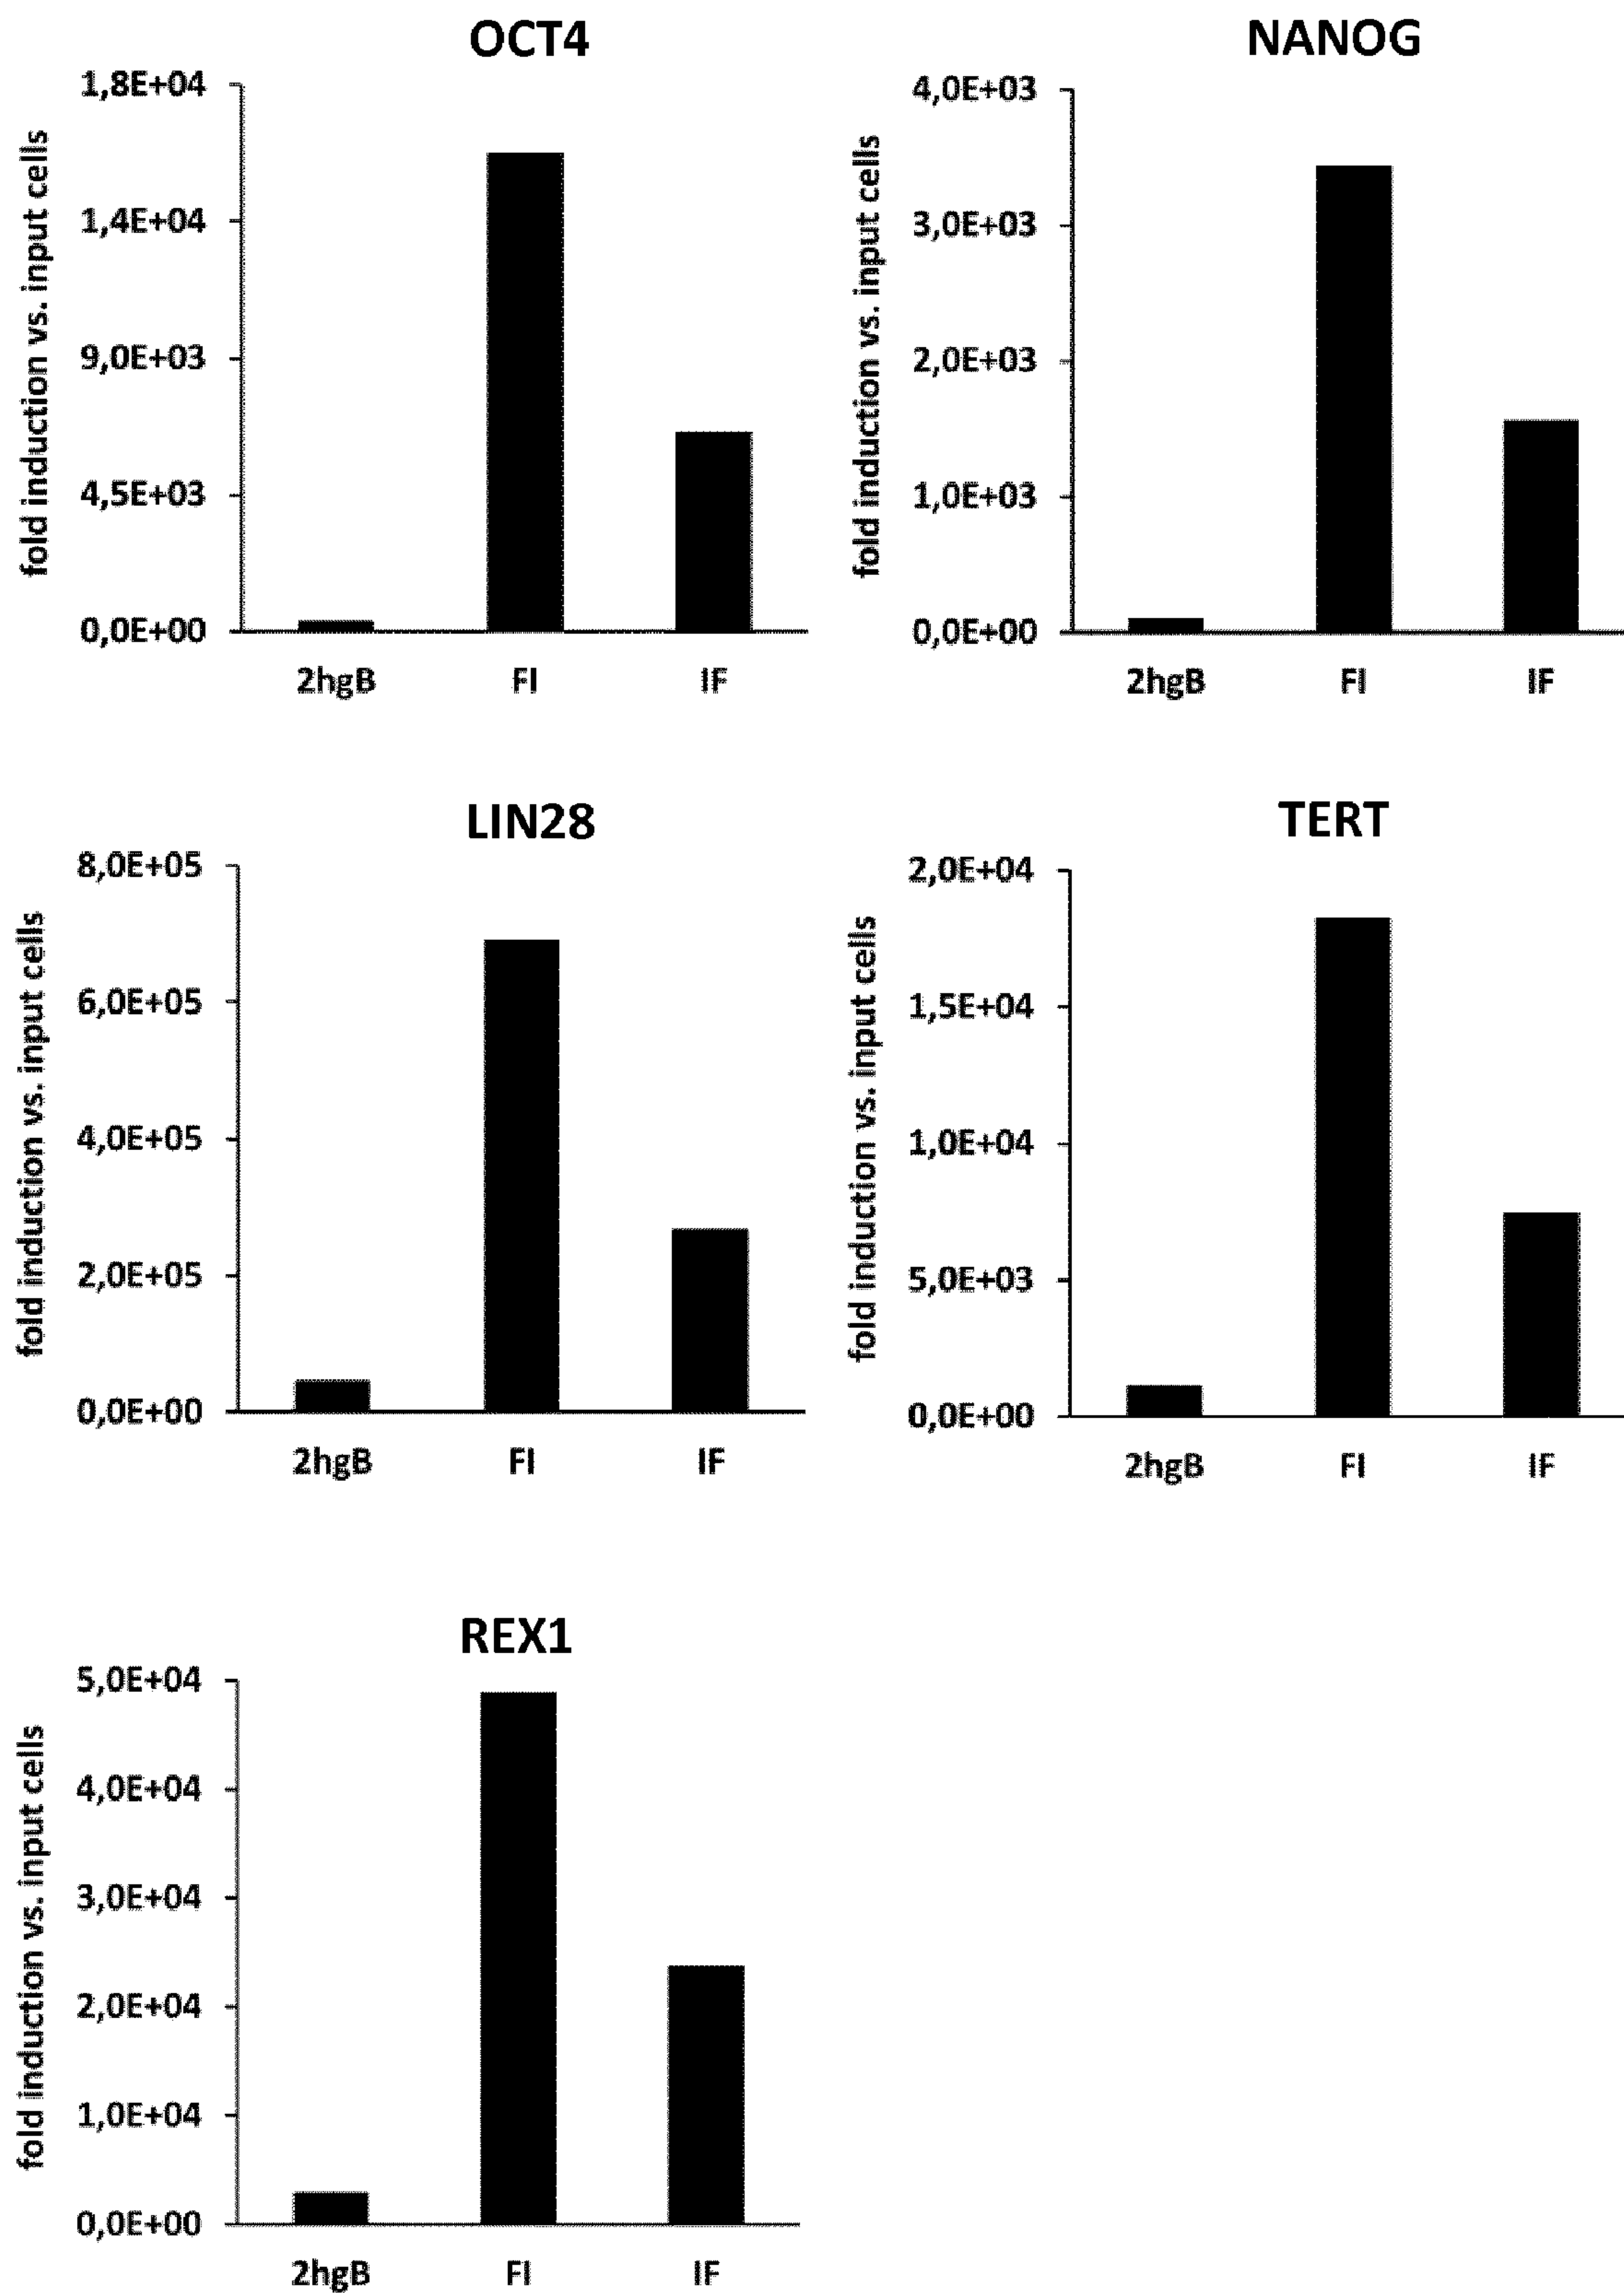 OCT4
fold induction vs. input cells
1,8E+04
1,4E+04
9,0E+03
4,5E+03
0,0E+00
2hgB FI IF
NANOG
fold induction vs. input cells
4,0E+03
3,0E+03
2,0E+03
1,0E+03
0,0E+00
2hgB FI IF
LIN28
fold induction vs. input cells
8,0E+05
6,0E+05
4,0E+05
2,0E+05
0,0E+00
2hgB FI IF
TERT
fold induction vs. input cells
2,0E+04
1,5E+04
1,0E+04
5,0E+03
0,0E+00
2hgB FI IF
REX1
fold induction vs. input cells
5,0E+04
4,0E+04
3,0E+04
2,0E+04
1,0E+04
0,0E+00
2hgB FI IF